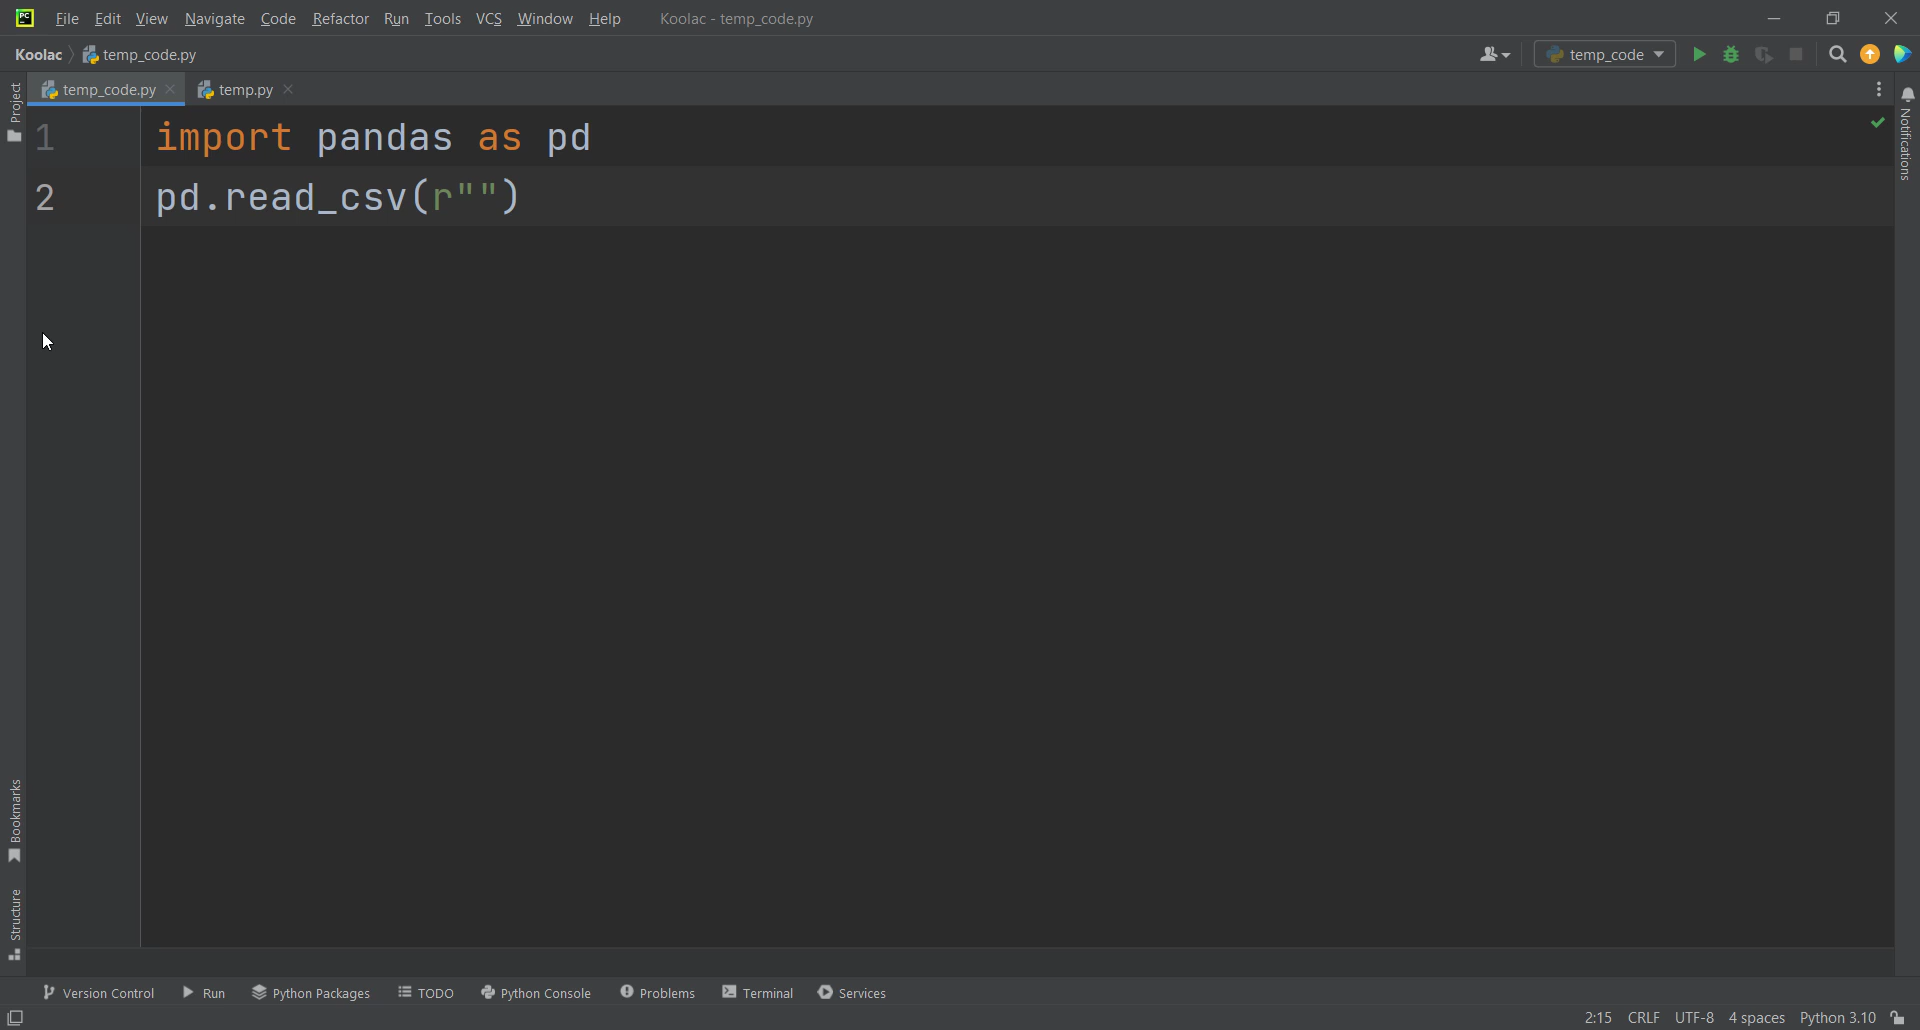 PC File Edit View Navigate Code Refactor Run Tools VCS Window Help Koolac - temp_code.py
Koolac temp_code.py temp_code
Project
temp_code.py temp.py
Notifications
1 import pandas as pd
2 pd.read_csv(r"")
Bookmarks
Structure
Version Control Run Python Packages TODO Python Console Problems Terminal Services
2:15 CRLF UTF-8 4 spaces Python 3.10